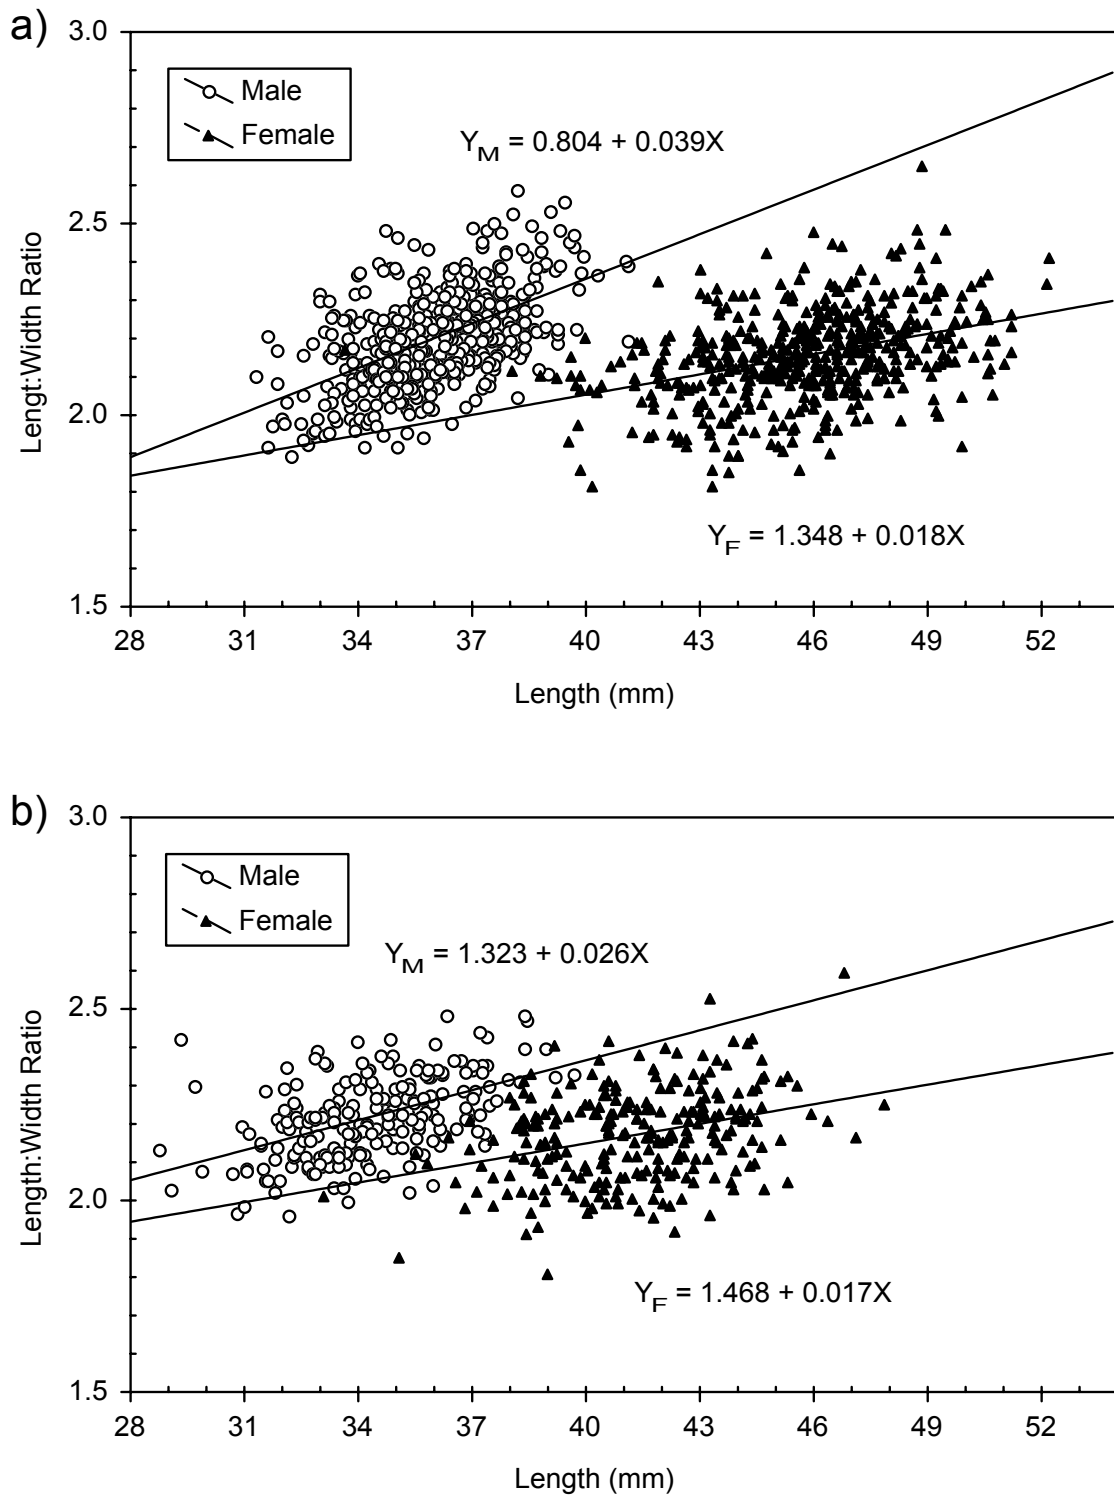 a)
3.0
Male
Female
Y_M = 0.804 + 0.039X
2.5
Lengt:Width Ratio
2.0
Y_F = 1.348 + 0.018X
1.5
28 31 34 37 40 43 46 49 52
Length (mm)
b)
3.0
Male
Female
Y_M = 1.323 + 0.026X
2.5
Length:Width Ratio
2.0
Y_F = 1.468 + 0.017X
1.5
28 31 34 37 40 43 46 49 52
Length (mm)